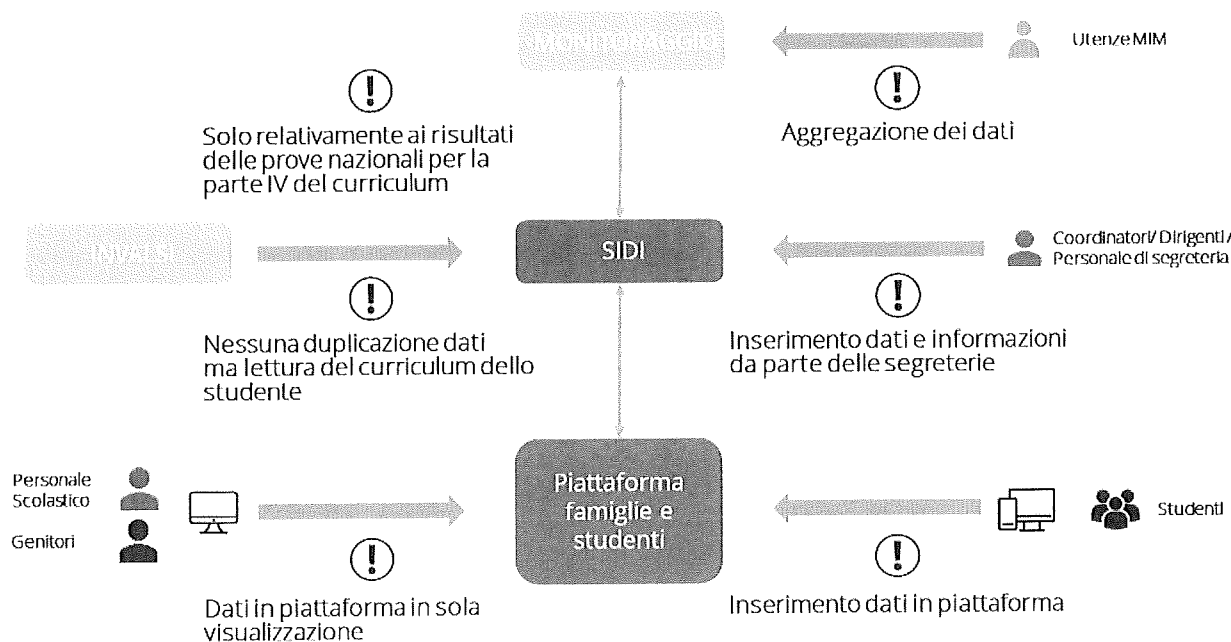 MONITORAGGIO
Utenze MIM
Solo relativamente ai risultati
delle prove nazionali per la
parte IV del curriculum
Aggregazione dei dati
INVALSI
SIDI
Coordinatori/ Dirigenti /
Personale di segreteria
Nessuna duplicazione dati
ma lettura del curriculum dello
studente
Inserimento dati e informazioni
da parte delle segreterie
Personale
Scolastico
Genitori
Piattaforma
famiglie e
studenti
Studenti
Dati in piattaforma in sola
visualizzazione
Inserimento dati in piattaforma